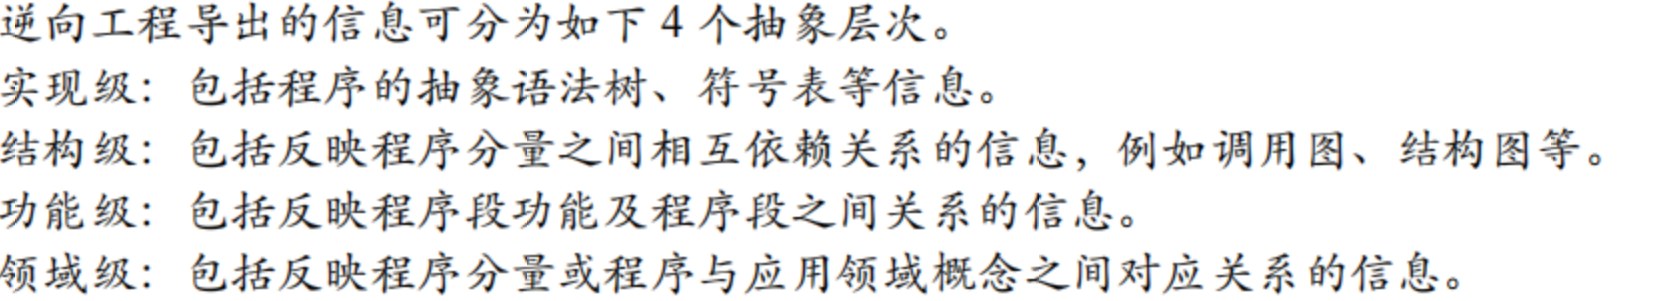 逆向工程导出的信息可分为如下 4 个抽象层次。
实现级：包括程序的抽象语法树、符号表等信息。
结构级：包括反映程序分量之间相互依赖关系的信息，例如调用图、结构图等。
功能级：包括反映程序段功能及程序段之间关系的信息。
领域级：包括反映程序分量或程序与应用领域概念之间对应关系的信息。